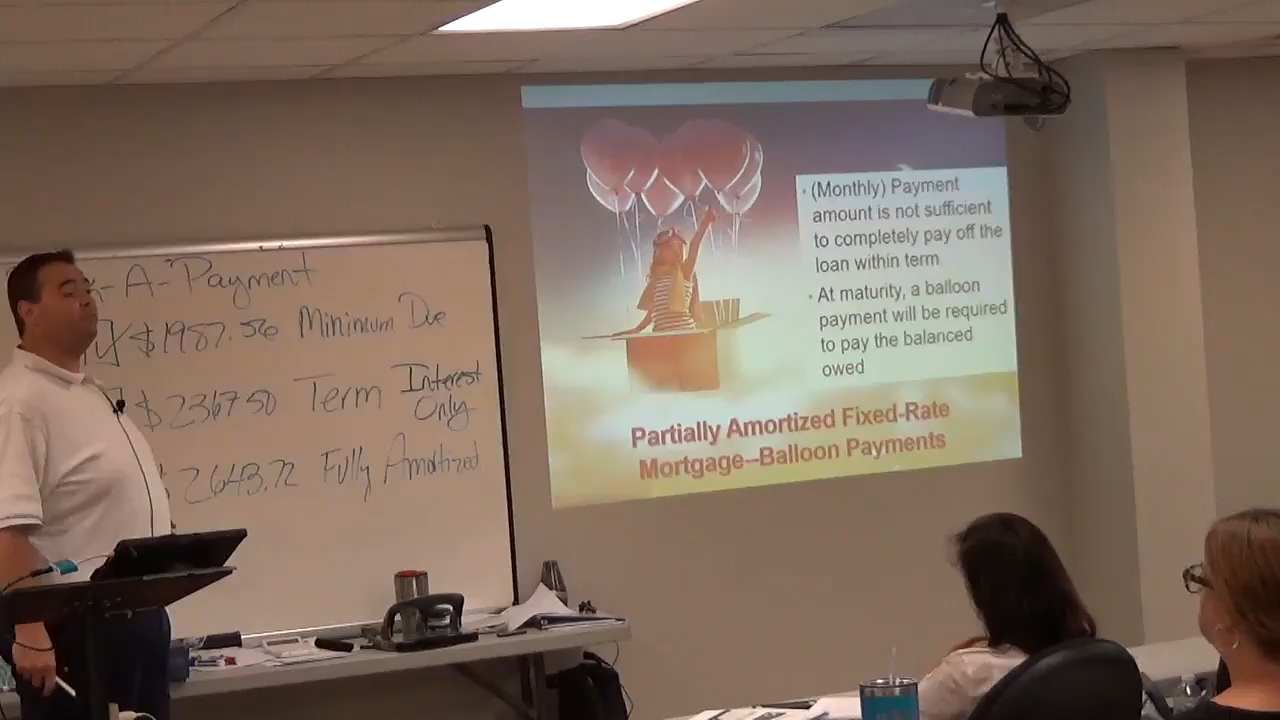 -A-Payment
$1987.56 Minimum Due
$2367.50 Term Interest Only
2643.72 Fully Amortized
(Monthly) Payment
amount is not sufficient
to completely pay off the
loan within term
At maturity, a balloon
payment will be required
to pay the balanced
owed
Partially Amortized Fixed-Rate
Mortgage--Balloon Payments